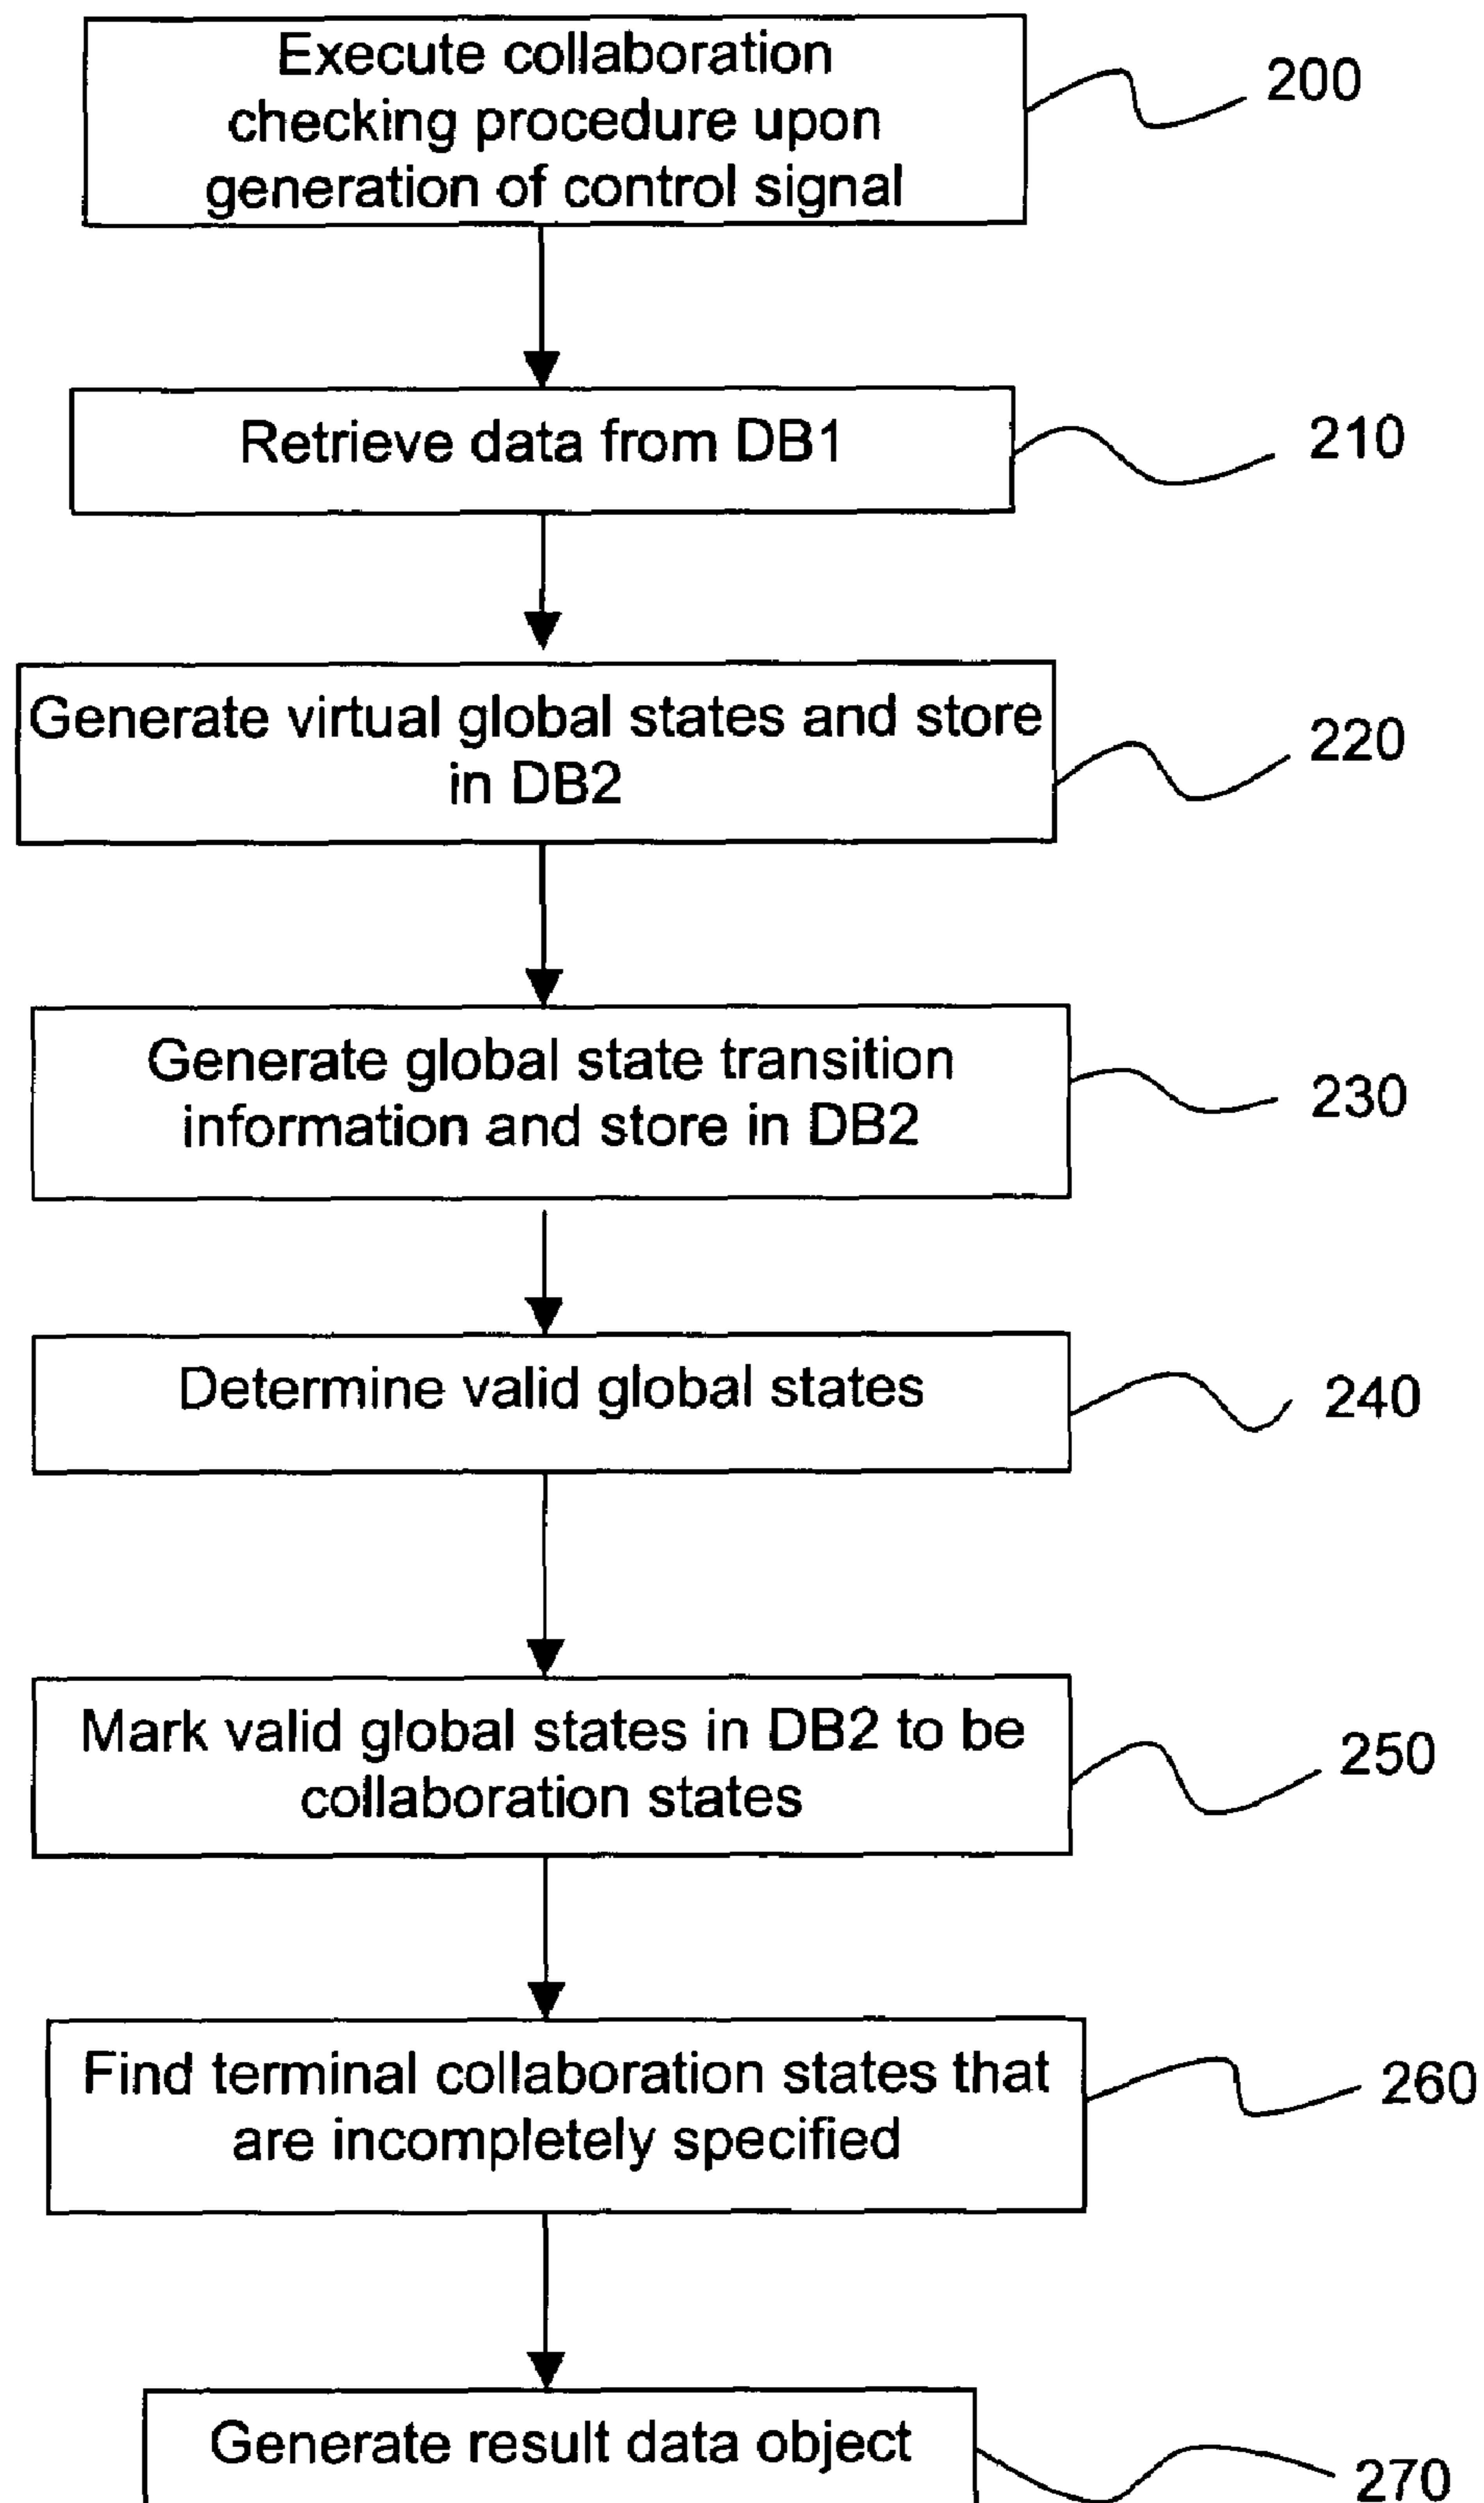 Execute collaboration
checking procedure upon
generation of control signal
200
Retrieve data from DB1
210
Generate virtual global states and store
in DB2
220
Generate global state transition
information and store in DB2
230
Determine valid global states
240
Mark valid global states in DB2 to be
collaboration states
250
Find terminal collaboration states that
are incompletely specified
260
Generate result data object
270